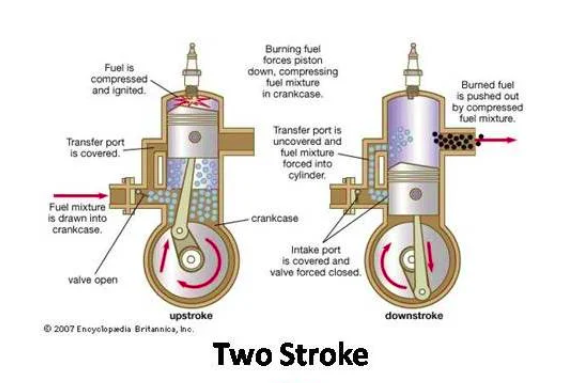 Fuel is
compressed
and ignited.
Burning fuel
forces piston
down, compressing
fuel mixture
in crankcase.
Burned fuel
is pushed out
by compressed
fuel mixture.
Transfer port
is covered.
Transfer port is
uncovered and
fuel mixture
forced into
cylinder.
Fuel mixture
is drawn into
crankcase.
crankcase
Intake port
is covered and
valve forced closed.
valve open
upstroke
downstroke
© 2007 Encyclopædia Britannica, Inc.
Two Stroke